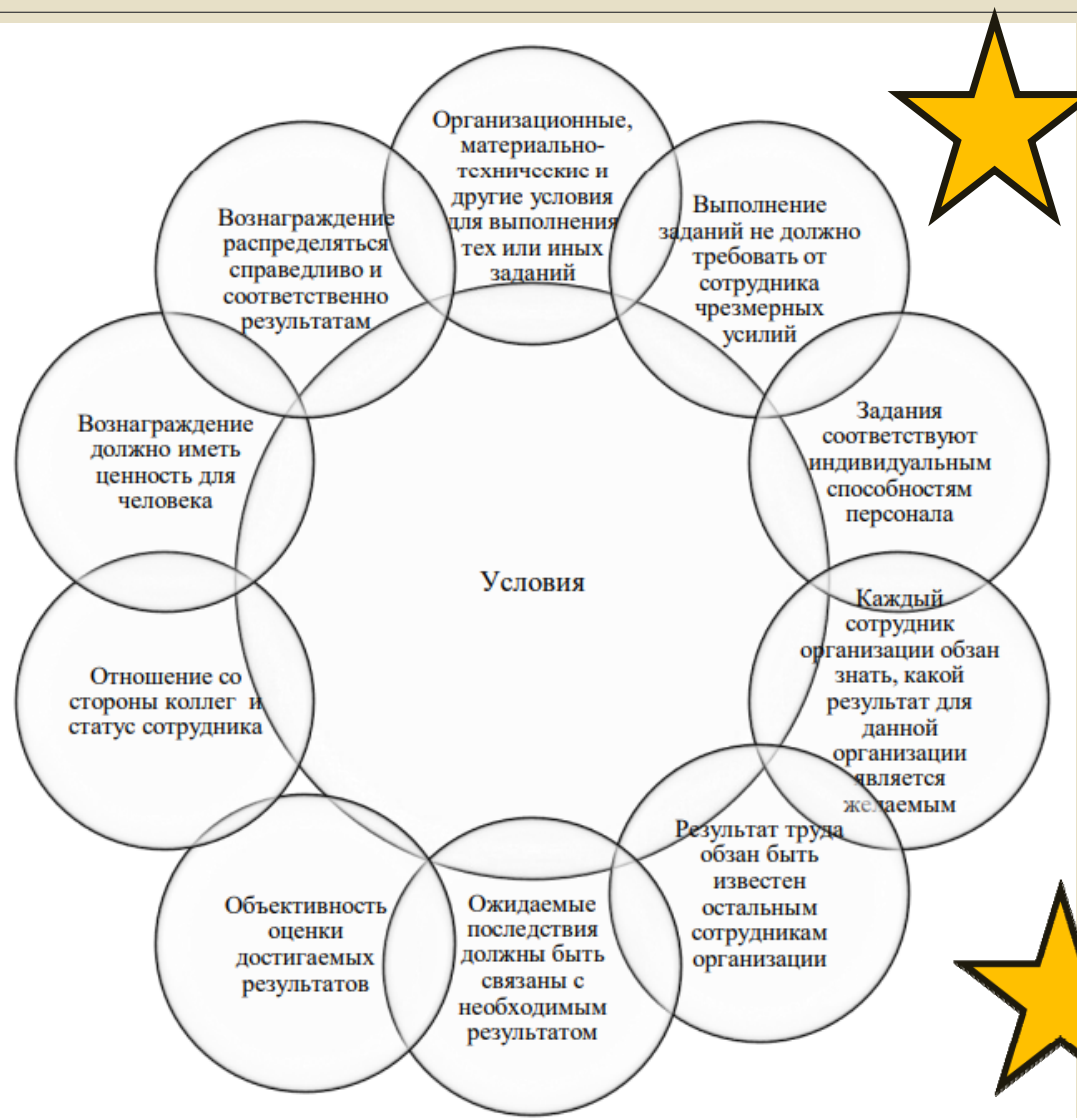 Организационные,
материально-
технические и
другие условия
для выполнения
тех или иных
заданий
Выполнение
заданий не должно
требовать от
сотрудника
чрезмерных
усилий
Задания
соответствуют
индивидуальным
способностям
персонала
Каждый
сотрудник
организации обзан
знать, какой
результат для
данной
организации
является
желаемым
Результат труда
обзан быть
известен
остальным
сотрудникам
организации
Ожидаемые
последствия
должны быть
связаны с
необходимым
результатом
Объективность
оценки
достигаемых
результатов
Отношение со
стороны коллег и
статус сотрудника
Вознаграждение
должно иметь
ценность для
человека
Вознаграждение
распределяться
справедливо и
соответственно
результатам
Условия